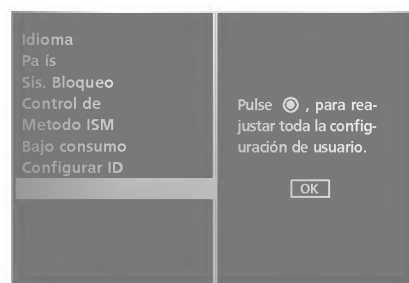 Idioma
Pa ís
Sis. Bloqueo
Control de
Metodo ISM
Bajo consumo
Configurar ID
Pulse ◉ , para rea-
justar toda la config-
uración de usuario.
OK